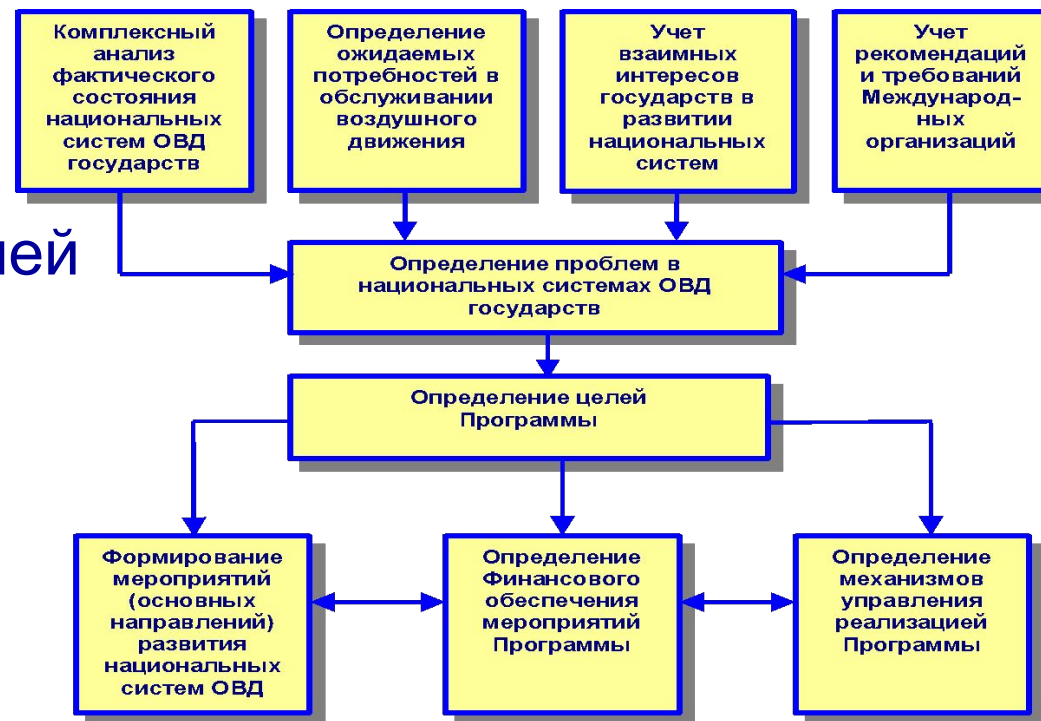 Комплексный
анализ
фактического
состояния
национальных
систем ОВД
государств
Определение
ожидаемых
потребностей в
обслуживании
воздушного
движения
Учет
взаимных
интересов
государств в
развитии
национальных
систем
Учет
рекомендаций
и требований
Международ-
ных
организаций
лей
Определение проблем в
национальных системах ОВД
государств
Определение целей
Программы
Формирование
мероприятий
(основных
направлений)
развития
национальных
систем ОВД
Определение
Финансового
обеспечения
мероприятий
Программы
Определение
механизмов
управления
реализацией
Программы